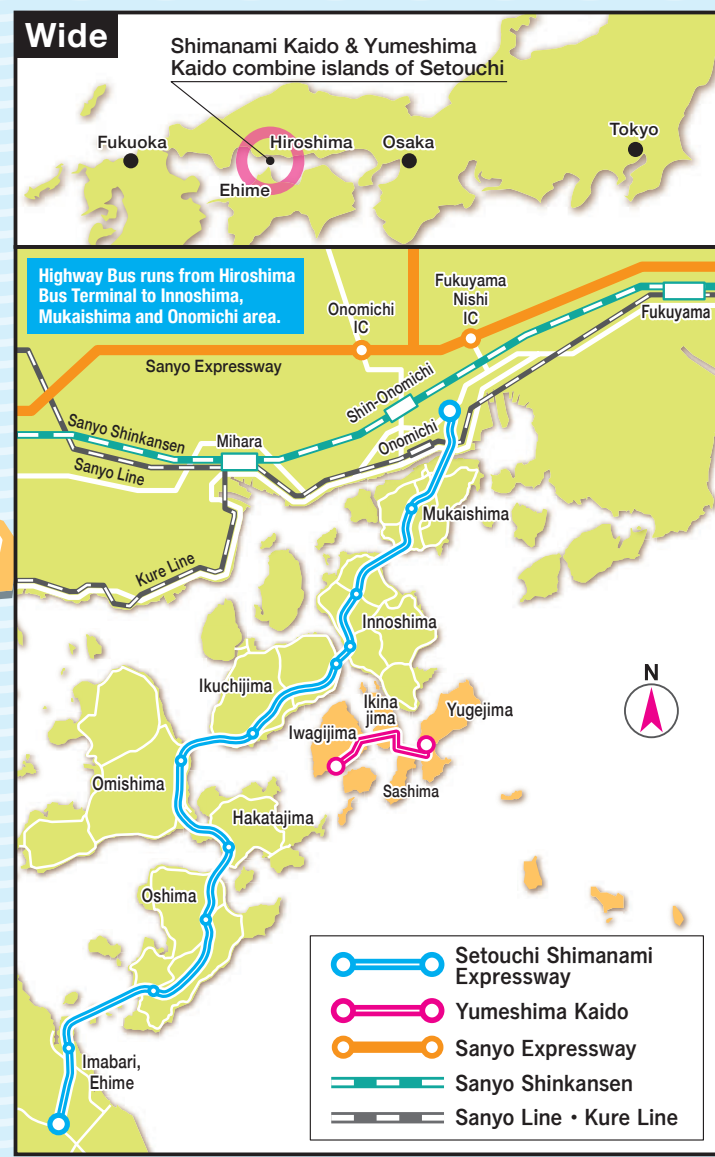 Wide
Shimanami Kaido & Yumeshima
Kaido combine islands of Setouchi
Fukuoka
Hiroshima
Osaka
Tokyo
Ehime
Highway Bus runs from Hiroshima
Bus Terminal to Innoshima,
Mukaishima and Onomichi area.
Onomichi
IC
Fukuyama
Nishi
IC
Fukuyama
Sanyo Expressway
Shin-Onomichi
Sanyo Shinkansen
Mihara
Onomichi
Sanyo Line
Mukaishima
Kure Line
Innoshima
Ikuchijima
Ikina
jima
Yugejima
Iwagijima
N
Omishima
Sashima
Hakatajima
Oshima
Imabari,
Ehime
Setouchi Shimanami
Expressway
Yumeshima Kaido
Sanyo Expressway
Sanyo Shinkansen
Sanyo Line・Kure Line